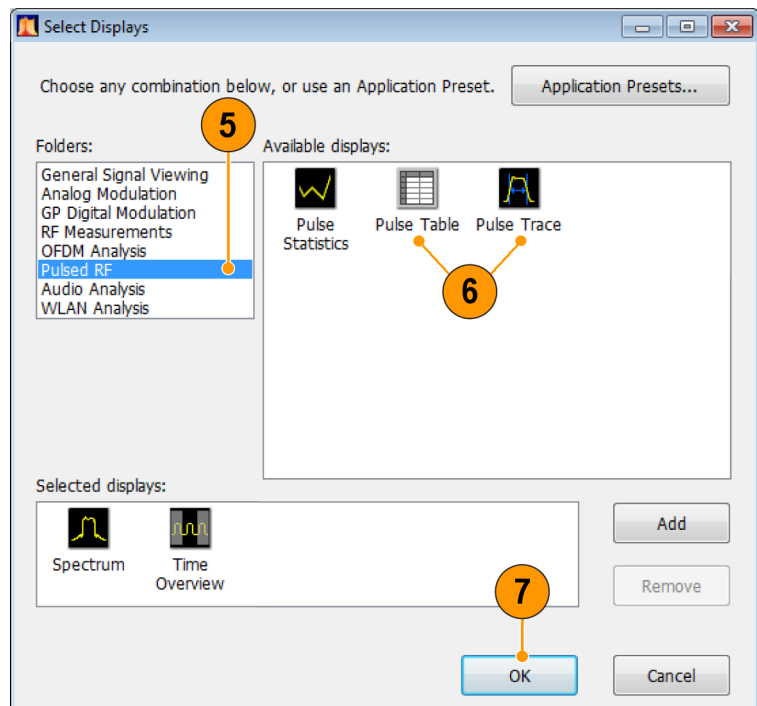 Select Displays
Choose any combination below, or use an Application Preset.
Application Presets...
5
Folders:
Available displays:
General Signal Viewing
Analog Modulation
GP Digital Modulation
RF Measurements
OFDM Analysis
Pulsed RF
Audio Analysis
WLAN Analysis
Pulse
Statistics
Pulse Table
Pulse Trace
6
Selected displays:
Spectrum
Time
Overview
Add
Remove
7
OK
Cancel